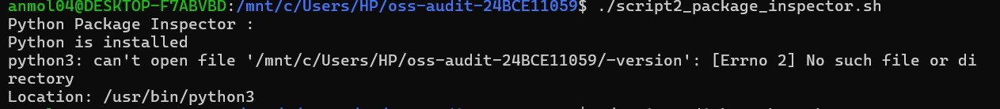 anmol04@DESKTOP-F7ABVBD:/mnt/c/Users/HP/oss-audit-24BCE11059$ ./script2_package_inspector.sh
Python Package Inspector :
Python is installed
python3: can't open file '/mnt/c/Users/HP/oss-audit-24BCE11059/-version': [Errno 2] No such file or di
rectory
Location: /usr/bin/python3